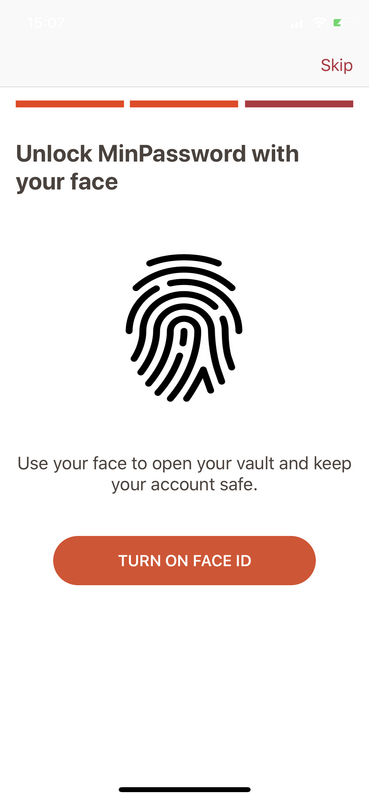 15:07
Skip
Unlock MinPassword with
your face
Use your face to open your vault and keep
your account safe.
TURN ON FACE ID